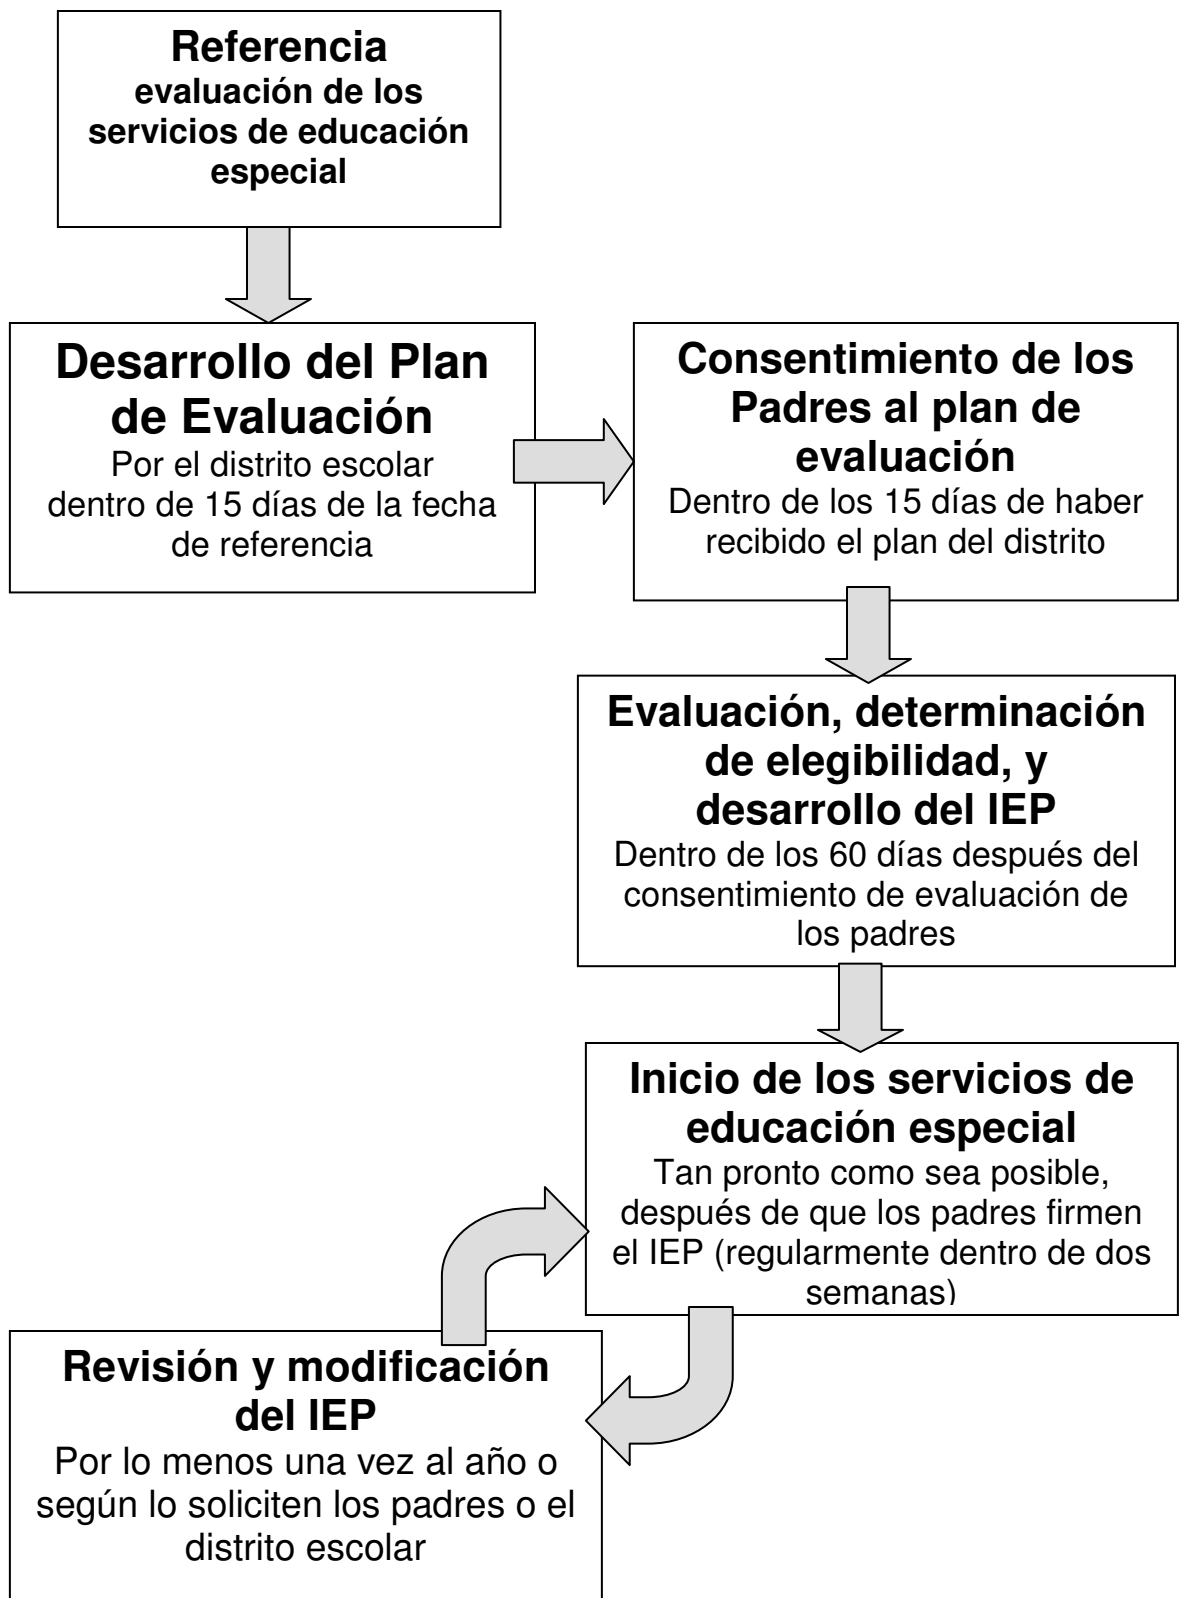 Referencia
evaluación de los
servicios de educación
especial
Desarrollo del Plan
de Evaluación
Por el distrito escolar
dentro de 15 días de la fecha
de referencia
Consentimiento de los
Padres al plan de
evaluación
Dentro de los 15 días de haber
recibido el plan del distrito
Evaluación, determinación
de elegibilidad, y
desarrollo del IEP
Dentro de los 60 días después del
consentimiento de evaluación de
los padres
Inicio de los servicios de
educación especial
Tan pronto como sea posible,
después de que los padres firmen
el IEP (regularmente dentro de dos
semanas)
Revisión y modificación
del IEP
Por lo menos una vez al año o
según lo soliciten los padres o el
distrito escolar